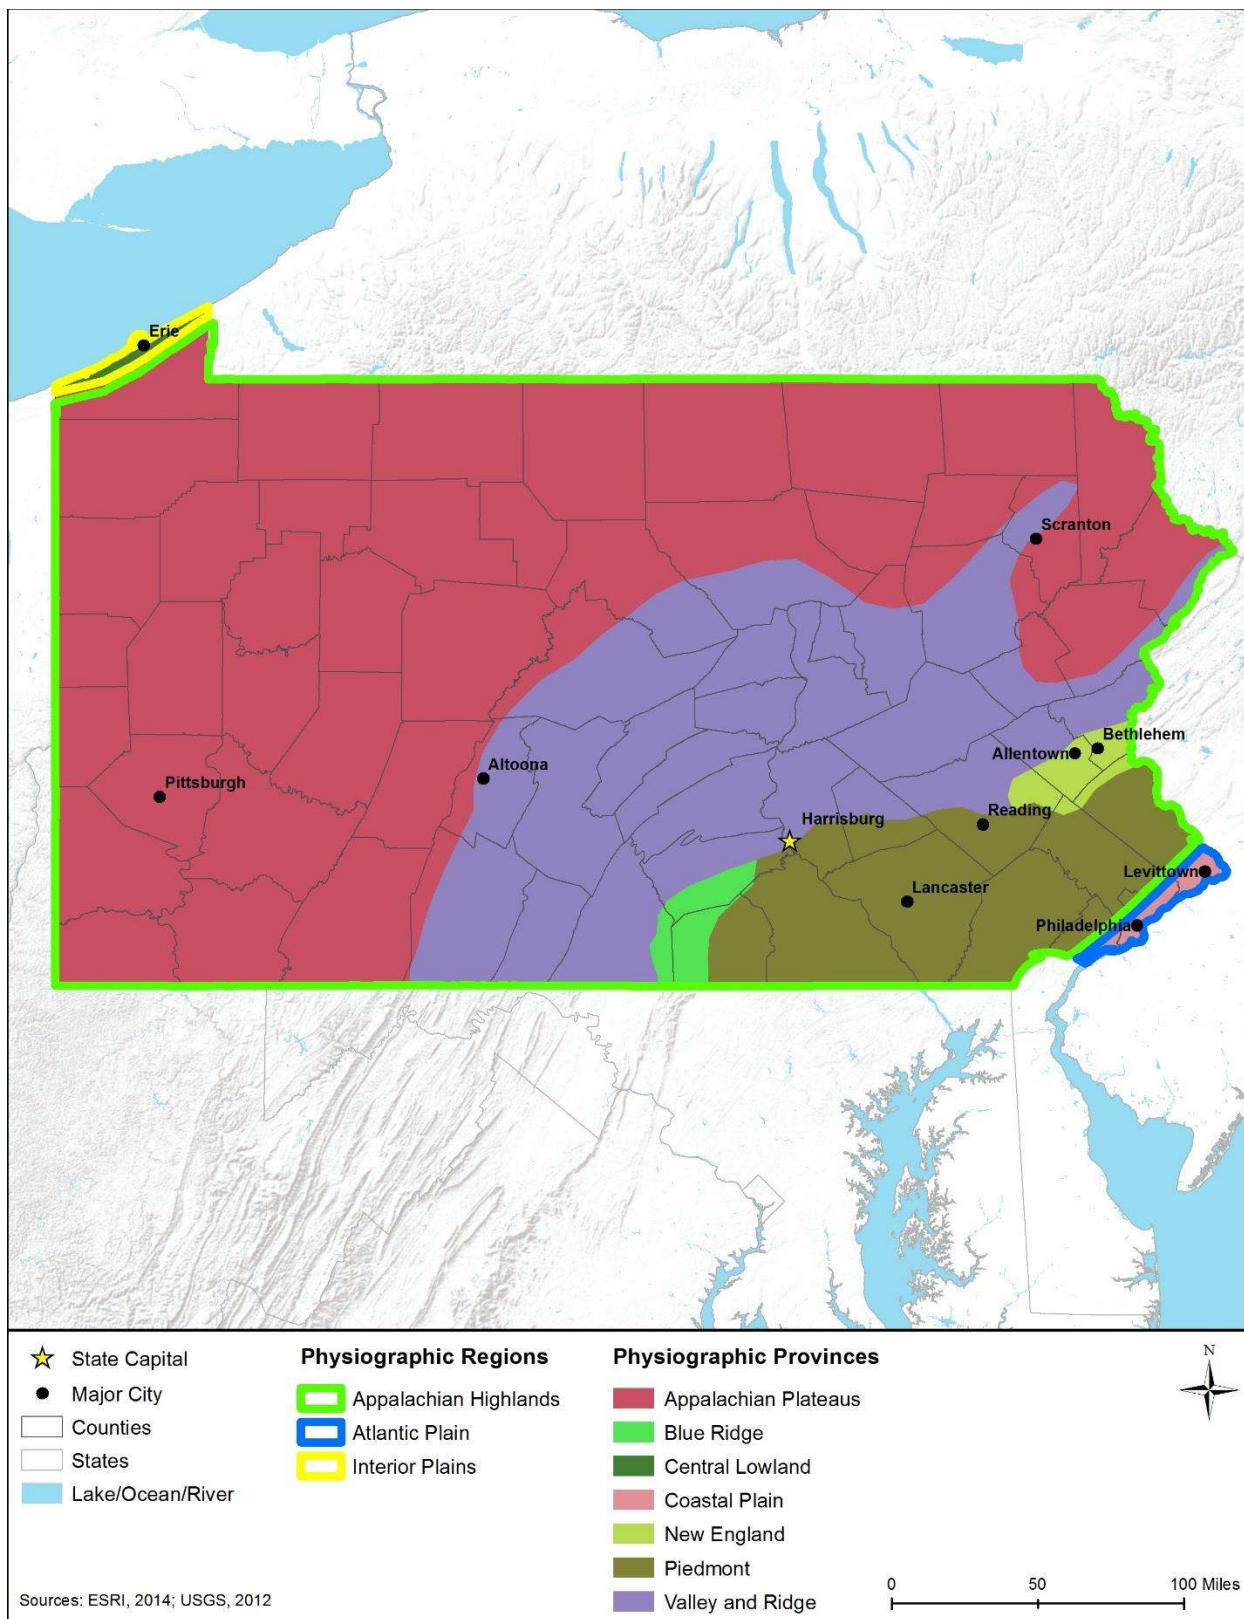 Erie
Scranton
Bethlehem
Allentown
Altoona
Pittsburgh
Harrisburg
Reading
Levittown
Lancaster
Philadelphia
State Capital
Major City
Counties
States
Lake/Ocean/River
Physiographic Regions
Appalachian Highlands
Atlantic Plain
Interior Plains
Physiographic Provinces
Appalachian Plateaus
Blue Ridge
Central Lowland
Coastal Plain
New England
Piedmont
Valley and Ridge
N
0 50 100 Miles
Sources: ESRI, 2014; USGS, 2012